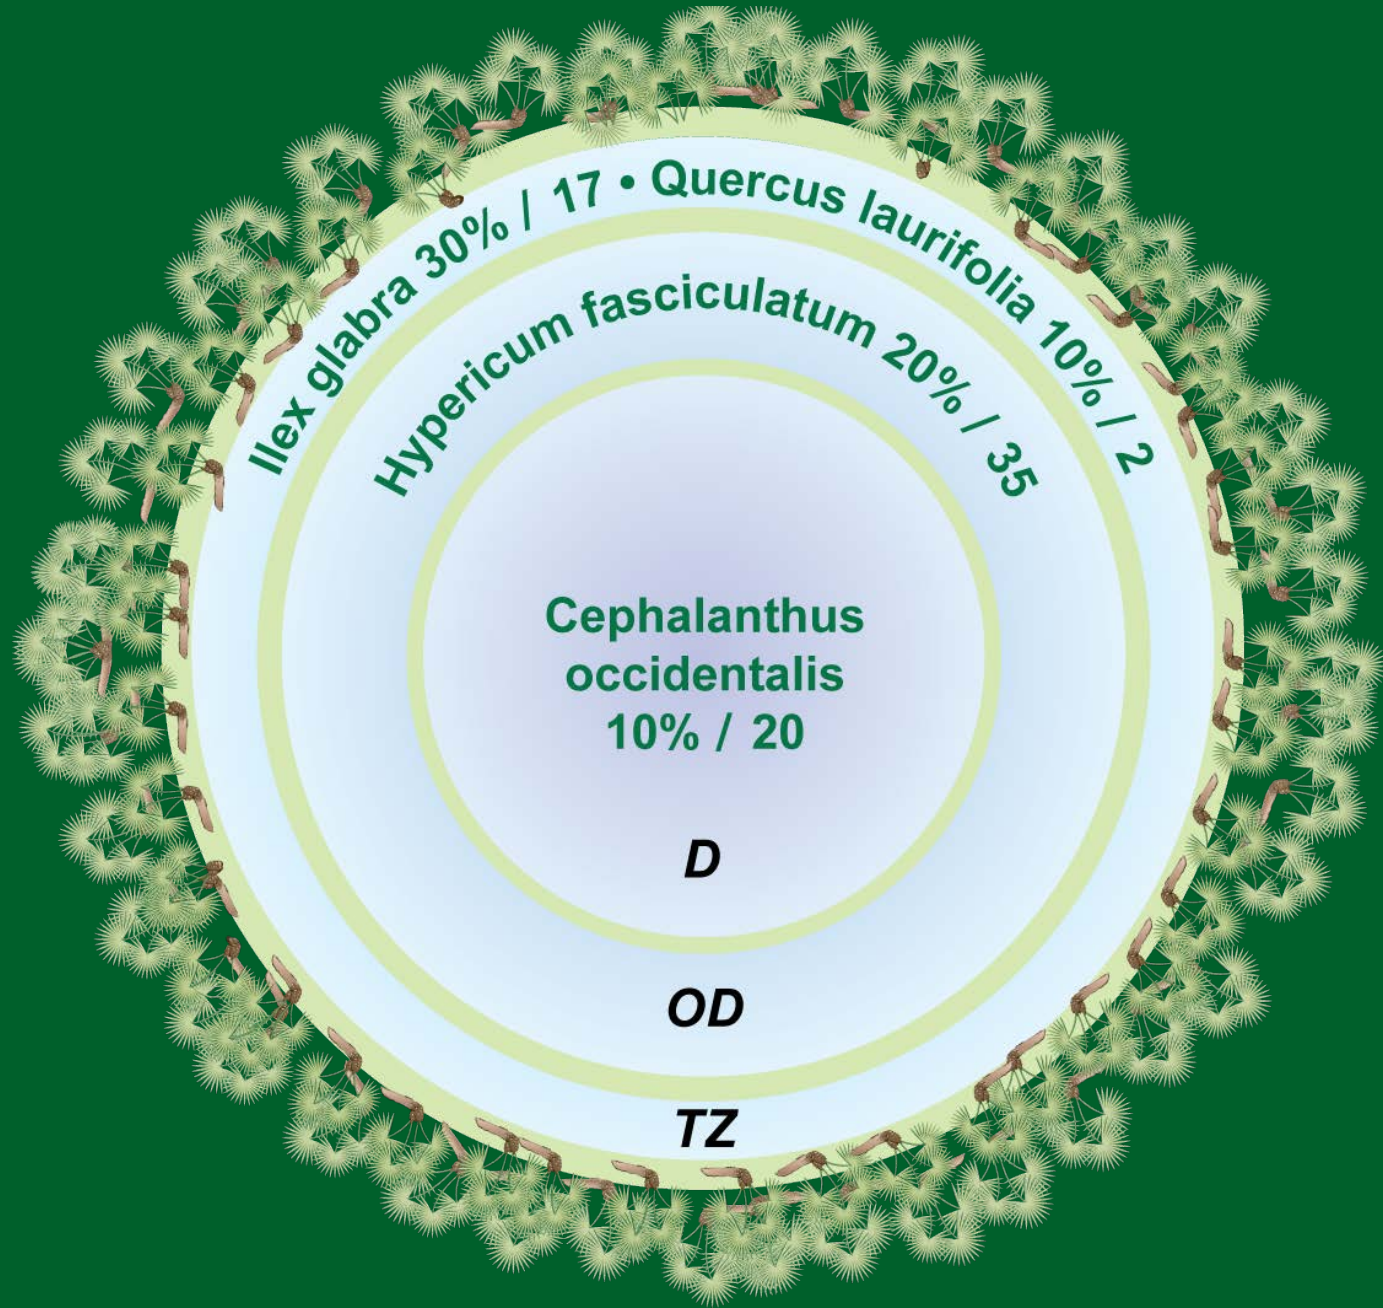 Ilex glabra 30% / 17 • Quercus laurifolia 10% / 2
Hypericum fasciculatum 20% / 35
Cephalanthus
occidentalis
10% / 20
D
OD
TZ